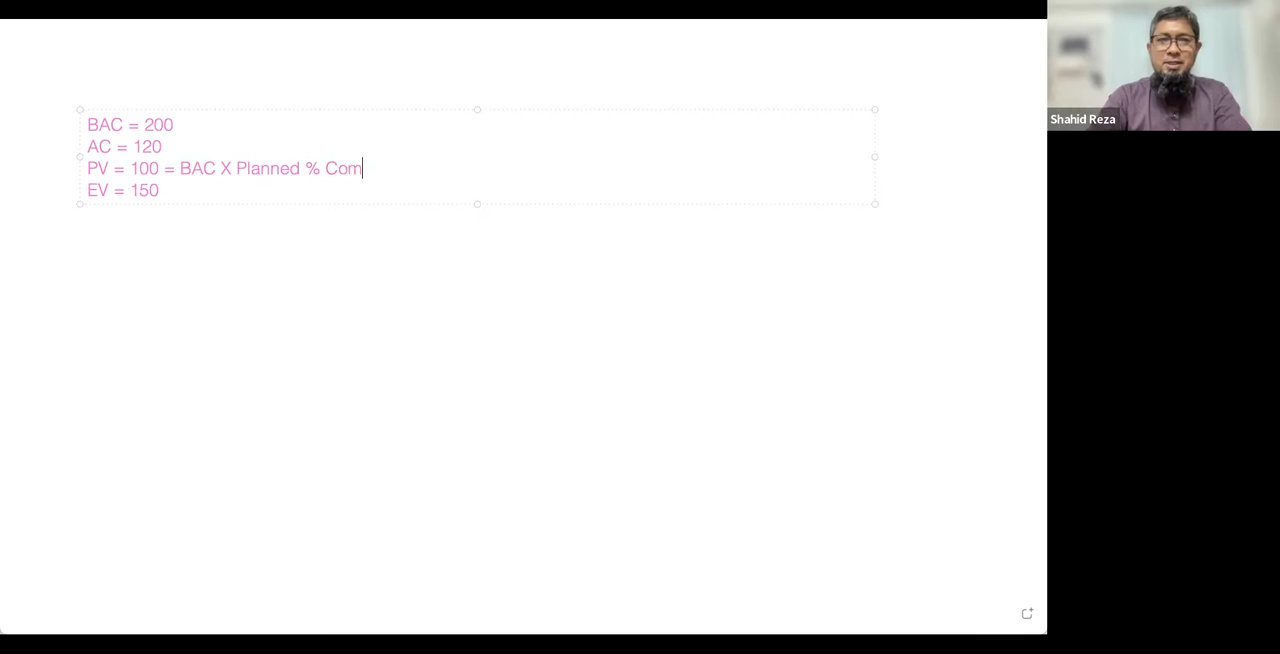 BAC = 200
AC = 120
PV = 100 = BAC X Planned % Com
EV = 150
Shahid Reza